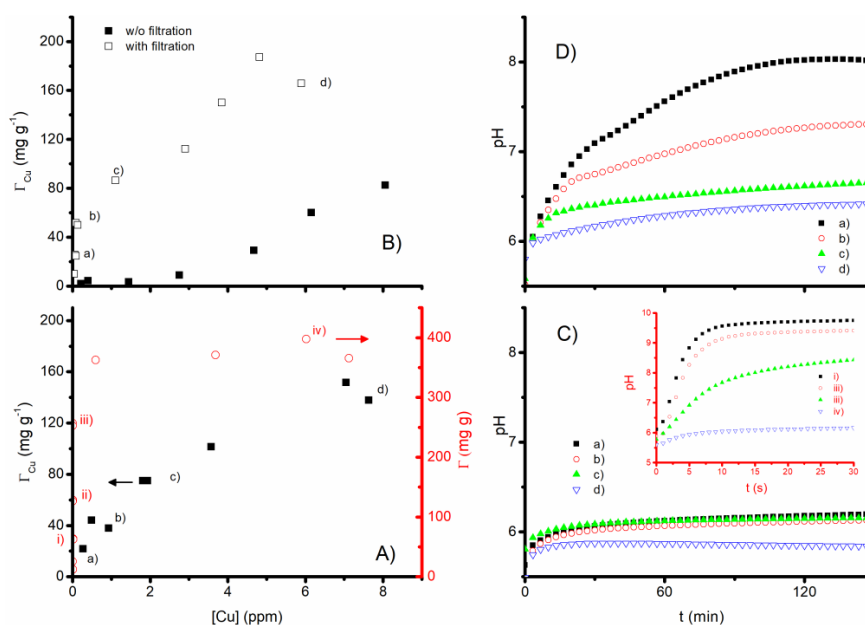 w/o filtration
with filtration
200
160
120
80
40
0
Γ_Cu (mg g⁻¹)
a)
b)
c)
d)
B)
D)
8
7
6
pH
a)
b)
c)
d)
200
160
120
80
40
0
Γ_Cu (mg g⁻¹)
0 2 4 6 8
[Cu] (ppm)
500
400
300
200
100
0
Γ (mg g)
i)
ii)
iii)
iv)
a)
b)
c)
d)
A)
C)
8
7
6
pH
0 60 120
t (min)
a)
b)
c)
d)
10
9
8
7
6
5
pH
0 5 10 15 20 25 30
t (s)
i)
iii)
iii)
iv)